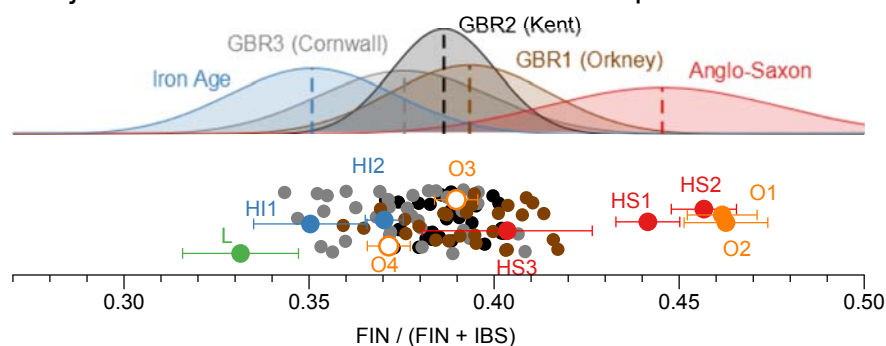 GBR2 (Kent)
GBR3 (Cornwall)
GBR1 (Orkney)
Iron Age
Anglo-Saxon
HI2
O3
HI1
HS1
HS2
O1
L
O4
HS3
O2
0.30 0.35 0.40 0.45 0.50
FIN / (FIN + IBS)